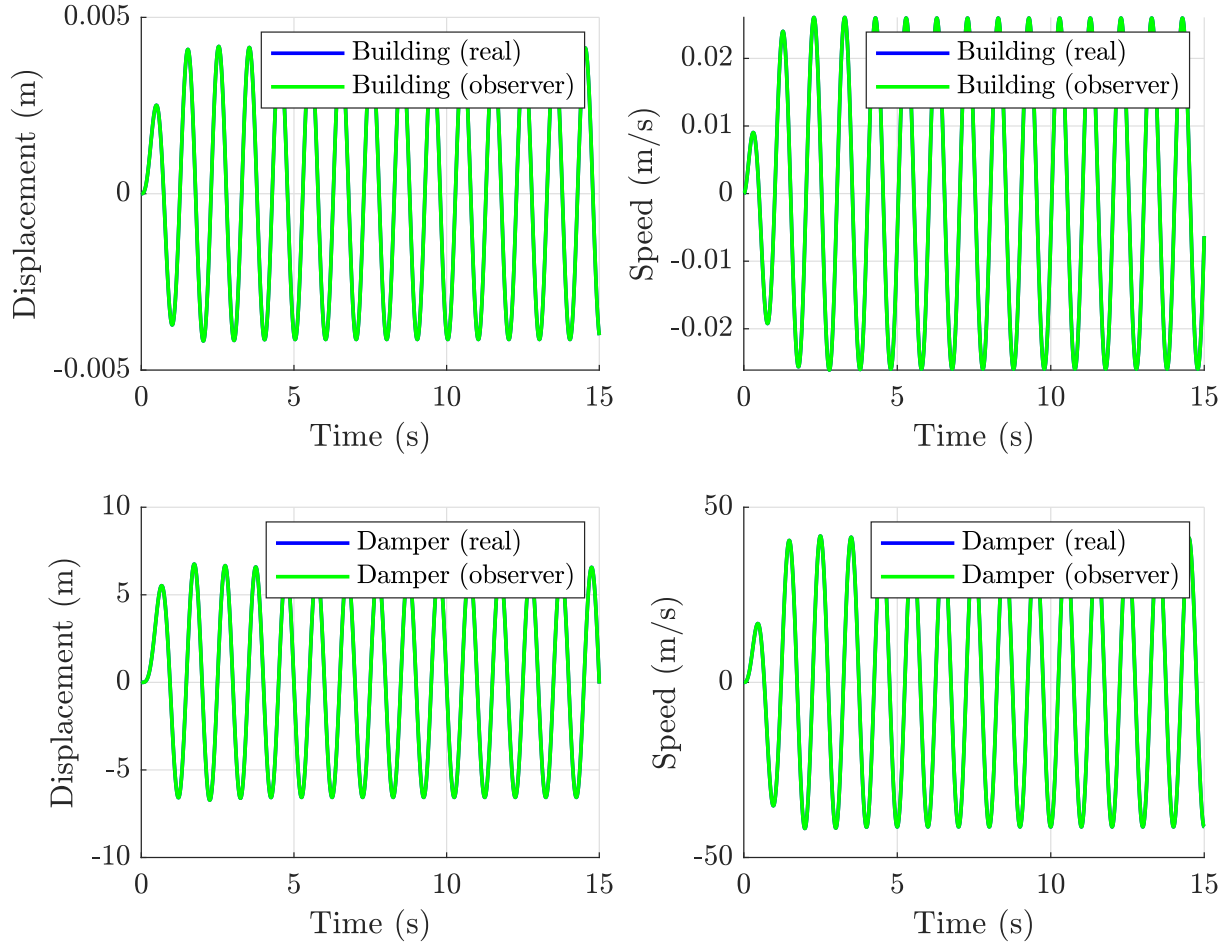 0.005
0
-0.005
Displacement (m)
Building (real)
Building (observer)
0
5
10
15
Time (s)
0.02
0.01
0
-0.01
-0.02
Speed (m/s)
Building (real)
Building (observer)
0
5
10
15
Time (s)
10
5
0
-5
-10
Displacement (m)
Damper (real)
Damper (observer)
0
5
10
15
Time (s)
50
0
-50
Speed (m/s)
Damper (real)
Damper (observer)
0
5
10
15
Time (s)